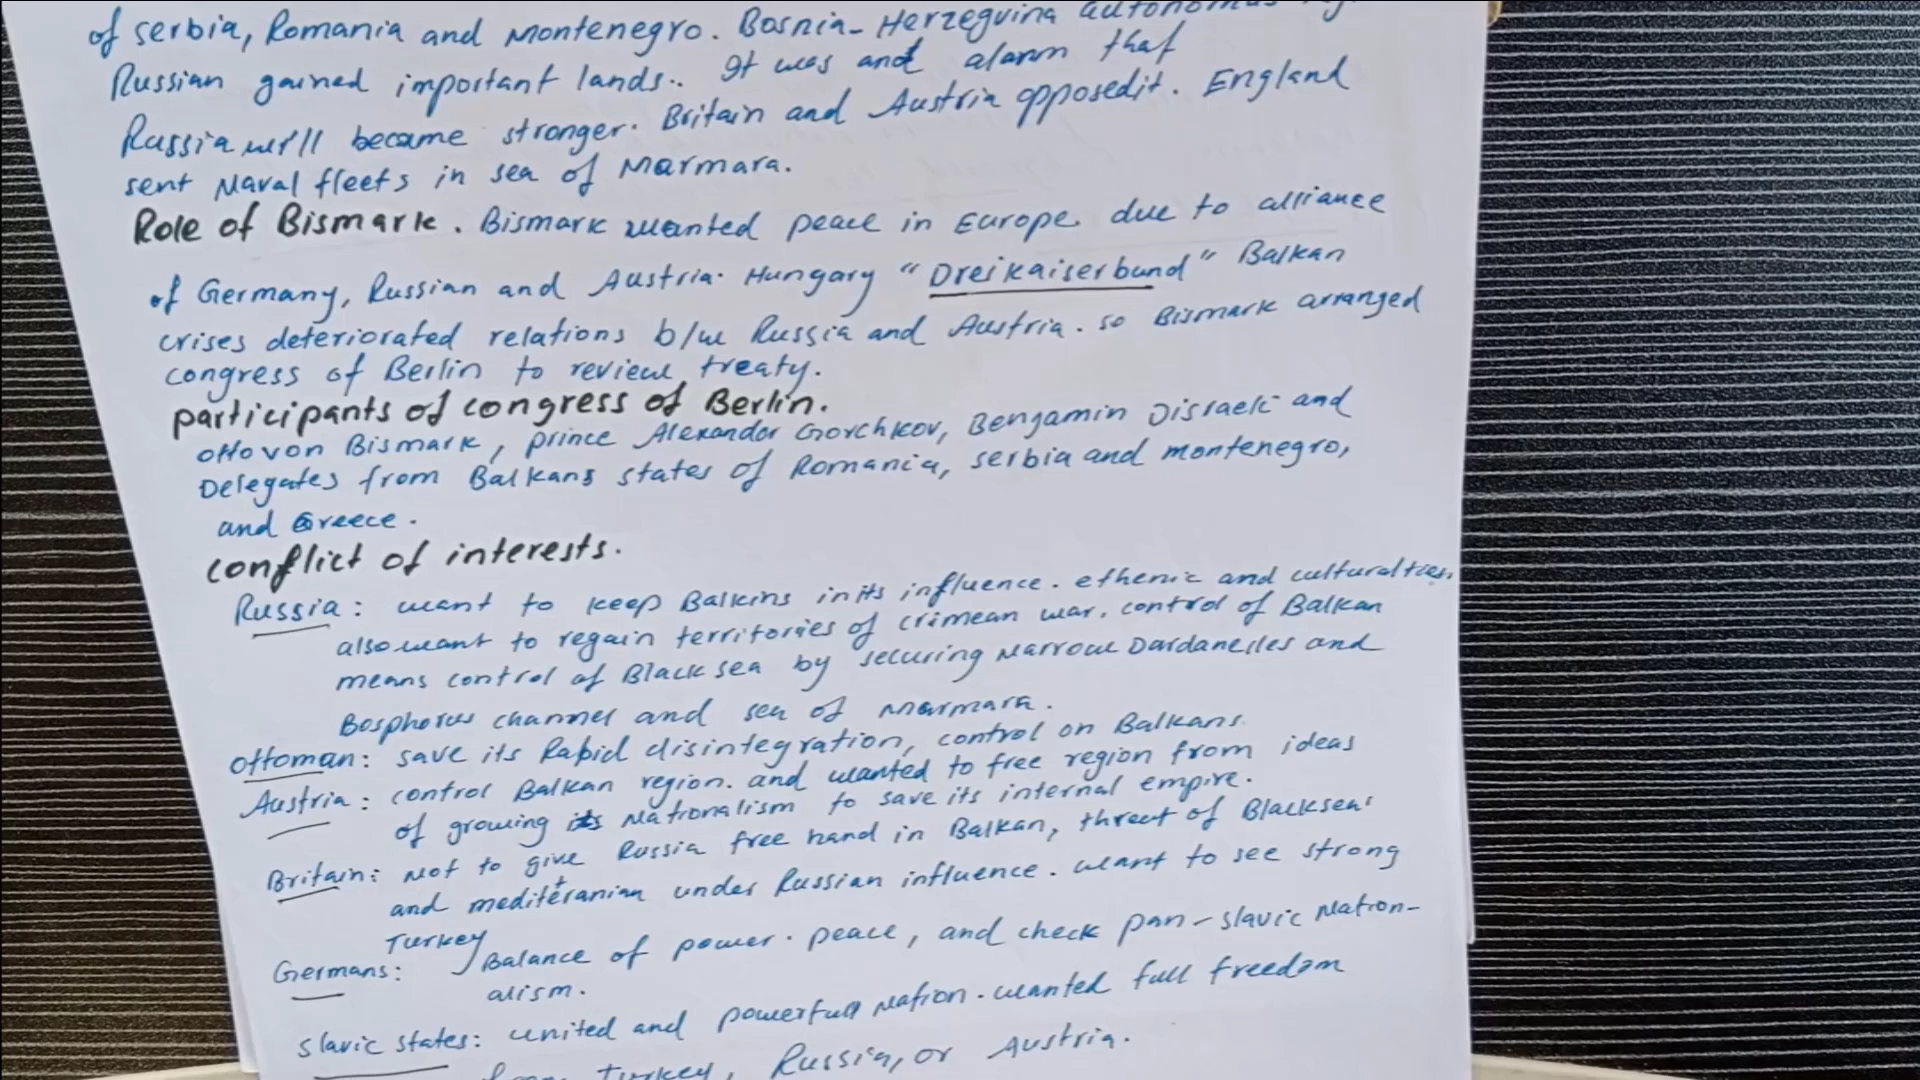 of serbia, Romania and Montenegro. Bosnia-Herzeguina autonomus
Russian gained important lands.. It was and alarm that
Russia will became stronger. Britain and Austria opposedit. England
sent Naval fleets in sea of Marmara.
Role of Bismark. Bismark wanted peace in Europe. due to alliance
of Germany, Russian and Austria-Hungary "Dreikaiserbund" Balkan
crises deteriorated relations b/w Russia and Austria. so Bismark arranged
congress of Berlin to review treaty.
participants of congress of Berlin.
otto von Bismark, prince Alexandor Gorchkov, Bengamin Disraeli and
Delegates from Balkans states of Romania, serbia and montenegro,
and Greece.
conflict of interests.
Russia: want to keep Balkins in its influence. ethenic and cultural ties.
also want to regain territories of crimean war. control of Balkan
means control of Black sea by securing narrow Dardanelles and
Bosphorus channel and sea of marmara.
Ottoman: save its Rapid disintegration, control on Balkans.
Austria: control Balkan region. and wanted to free region from ideas
of growing Nationalism to save its internal empire.
Britain: not to give Russia free hand in Balkan, threat of Blacksea
and mediteranian under Russian influence. want to see strong
Turkey
Germans: Balance of power. peace, and check pan-slavic Nation-
alism.
slavic states: united and powerfull Nation. wanted full freedom
from Turkey, Russia, or Austria.